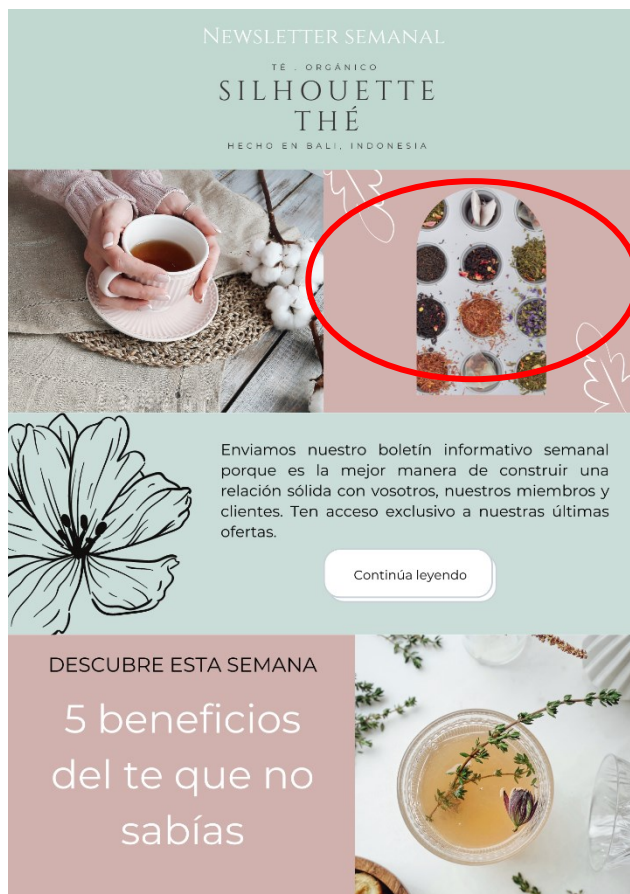 NEWSLETTER SEMANAL
TÉ . ORGÁNICO
SILHOUETTE
THÉ
HECHO EN BALI, INDONESIA
Enviamos nuestro boletín informativo semanal
porque es la mejor manera de construir una
relación sólida con vosotros, nuestros miembros y
clientes. Ten acceso exclusivo a nuestras últimas
ofertas.
Continúa leyendo
DESCUBRE ESTA SEMANA
5 beneficios
del te que no
sabías